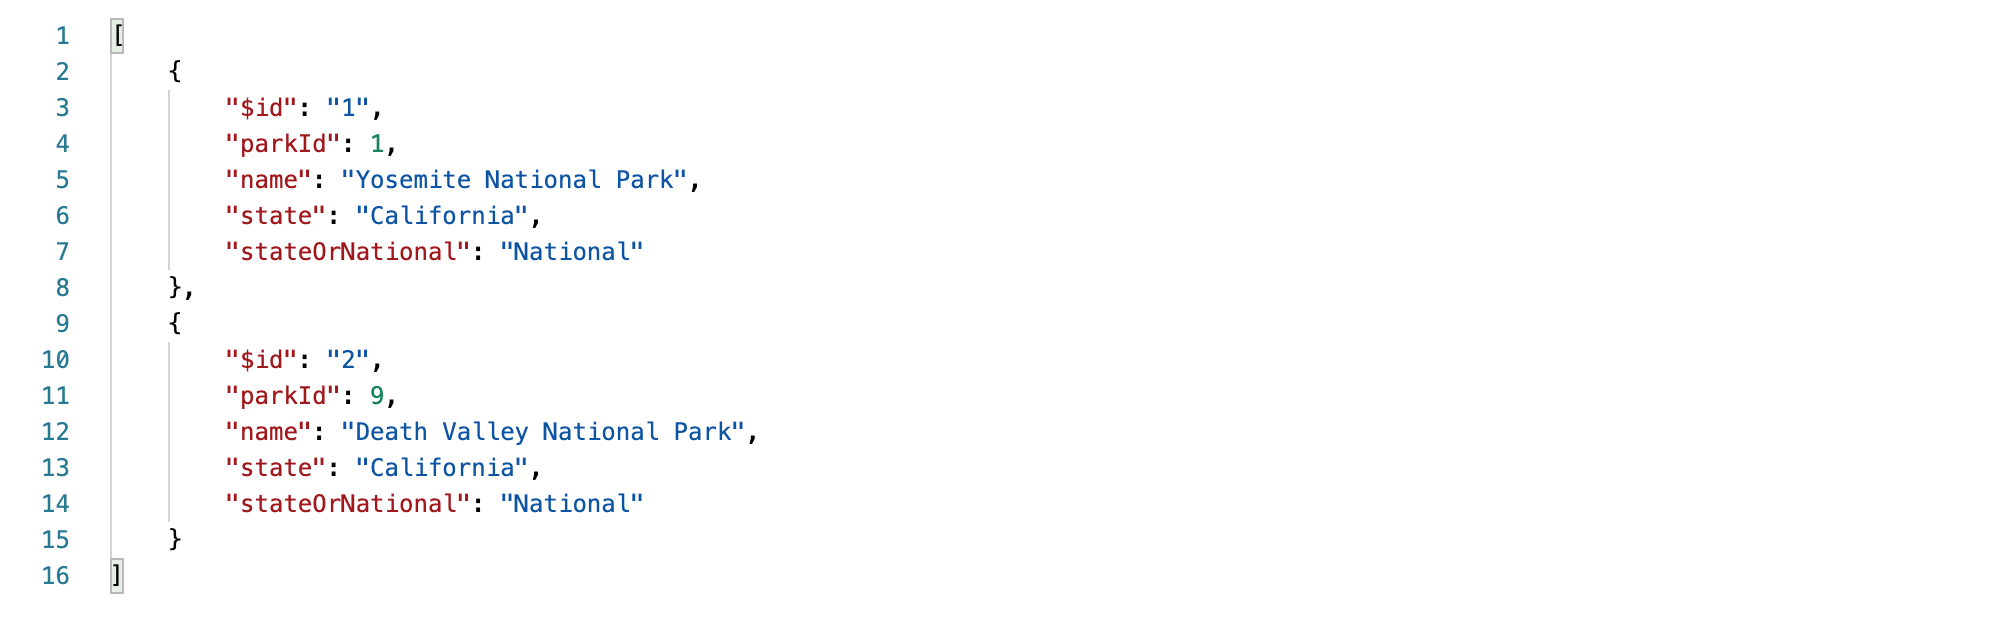 1 [
2 {
3 "$id": "1",
4 "parkId": 1,
5 "name": "Yosemite National Park",
6 "state": "California",
7 "stateOrNational": "National"
8 },
9 {
10 "$id": "2",
11 "parkId": 9,
12 "name": "Death Valley National Park",
13 "state": "California",
14 "stateOrNational": "National"
15 }
16 ]